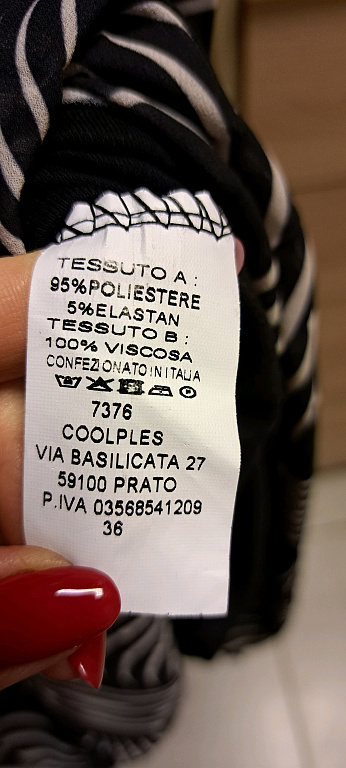 TESSUTO A :
95%POLIESTERE
5%ELASTAN
TESSUTO B :
100% VISCOSA
CONFEZIONATO IN ITALIA
7376
COOLPLES
VIA BASILICATA 27
59100 PRATO
P.IVA 03568541209
36